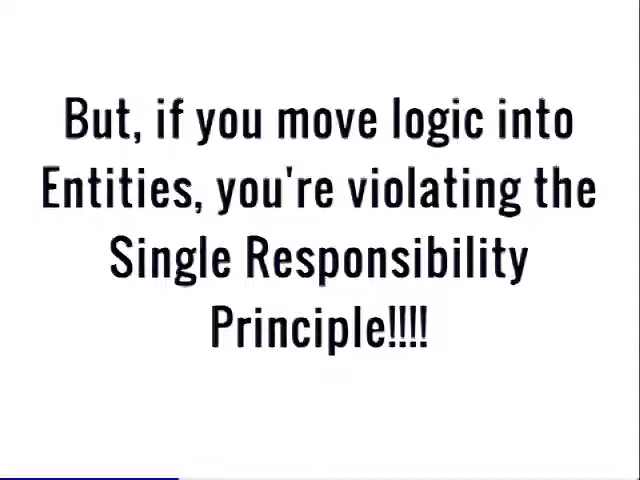 But, if you move logic into
Entities, you're violating the
Single Responsibility
Principle!!!!